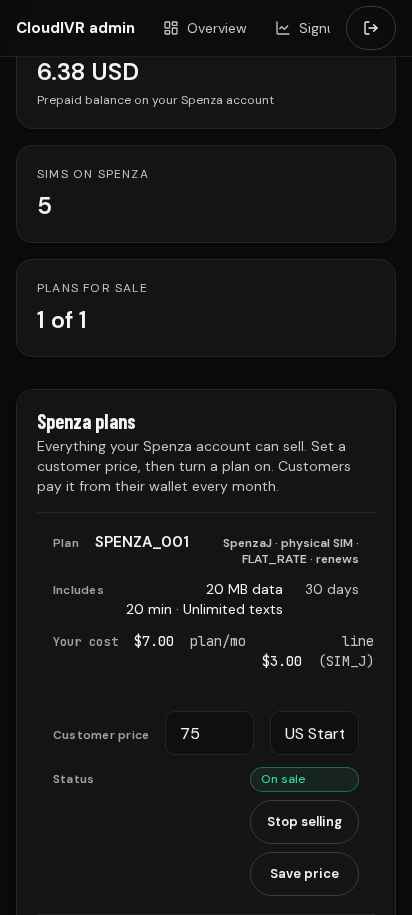 CloudIVR admin Overview Signu
6.38 USD
Prepaid balance on your Spenza account
SIMS ON SPENZA
5
PLANS FOR SALE
1 of 1
Spenza plans
Everything your Spenza account can sell. Set a
customer price, then turn a plan on. Customers
pay it from their wallet every month.
Plan SPENZA_001 SpenzaJ · physical SIM ·
FLAT_RATE · renews
Includes 20 MB data 30 days
20 min · Unlimited texts
Your cost $7.00 plan/mo line
$3.00 (SIM_J)
Customer price 75 US Start
Status On sale
Stop selling
Save price